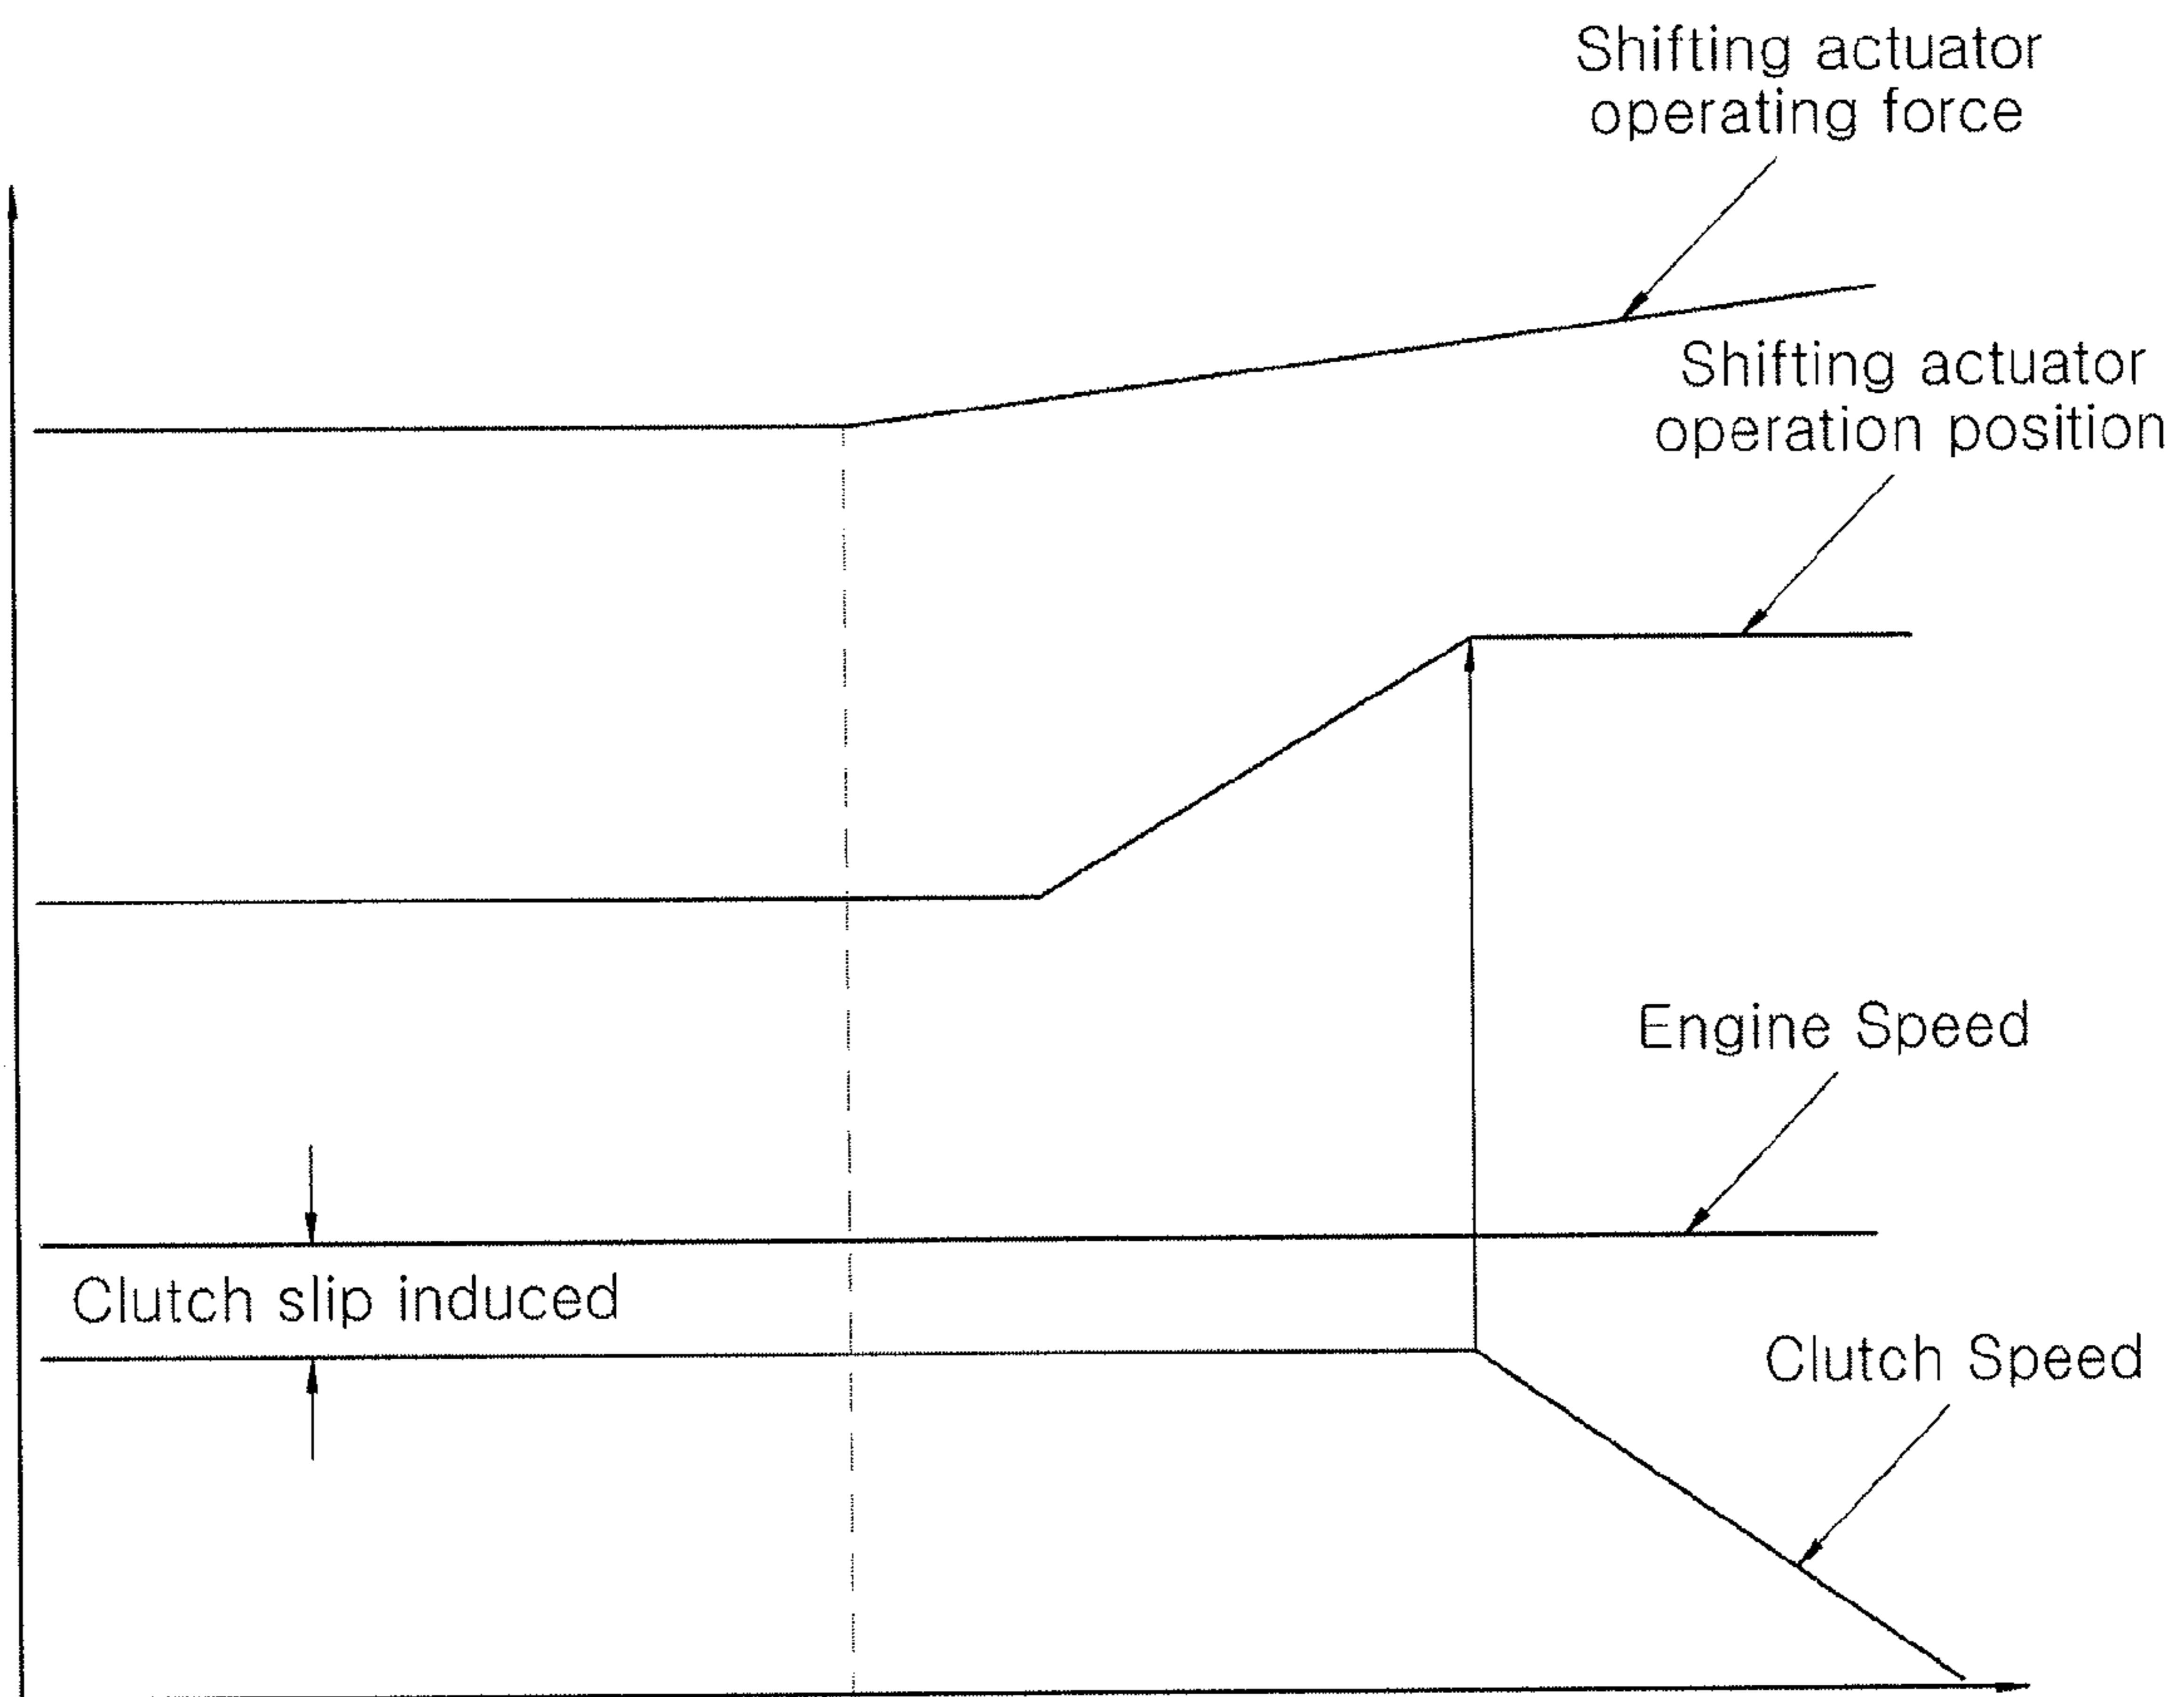 Shifting actuator
operating force
Shifting actuator
operation position
Engine Speed
Clutch slip induced
Clutch Speed